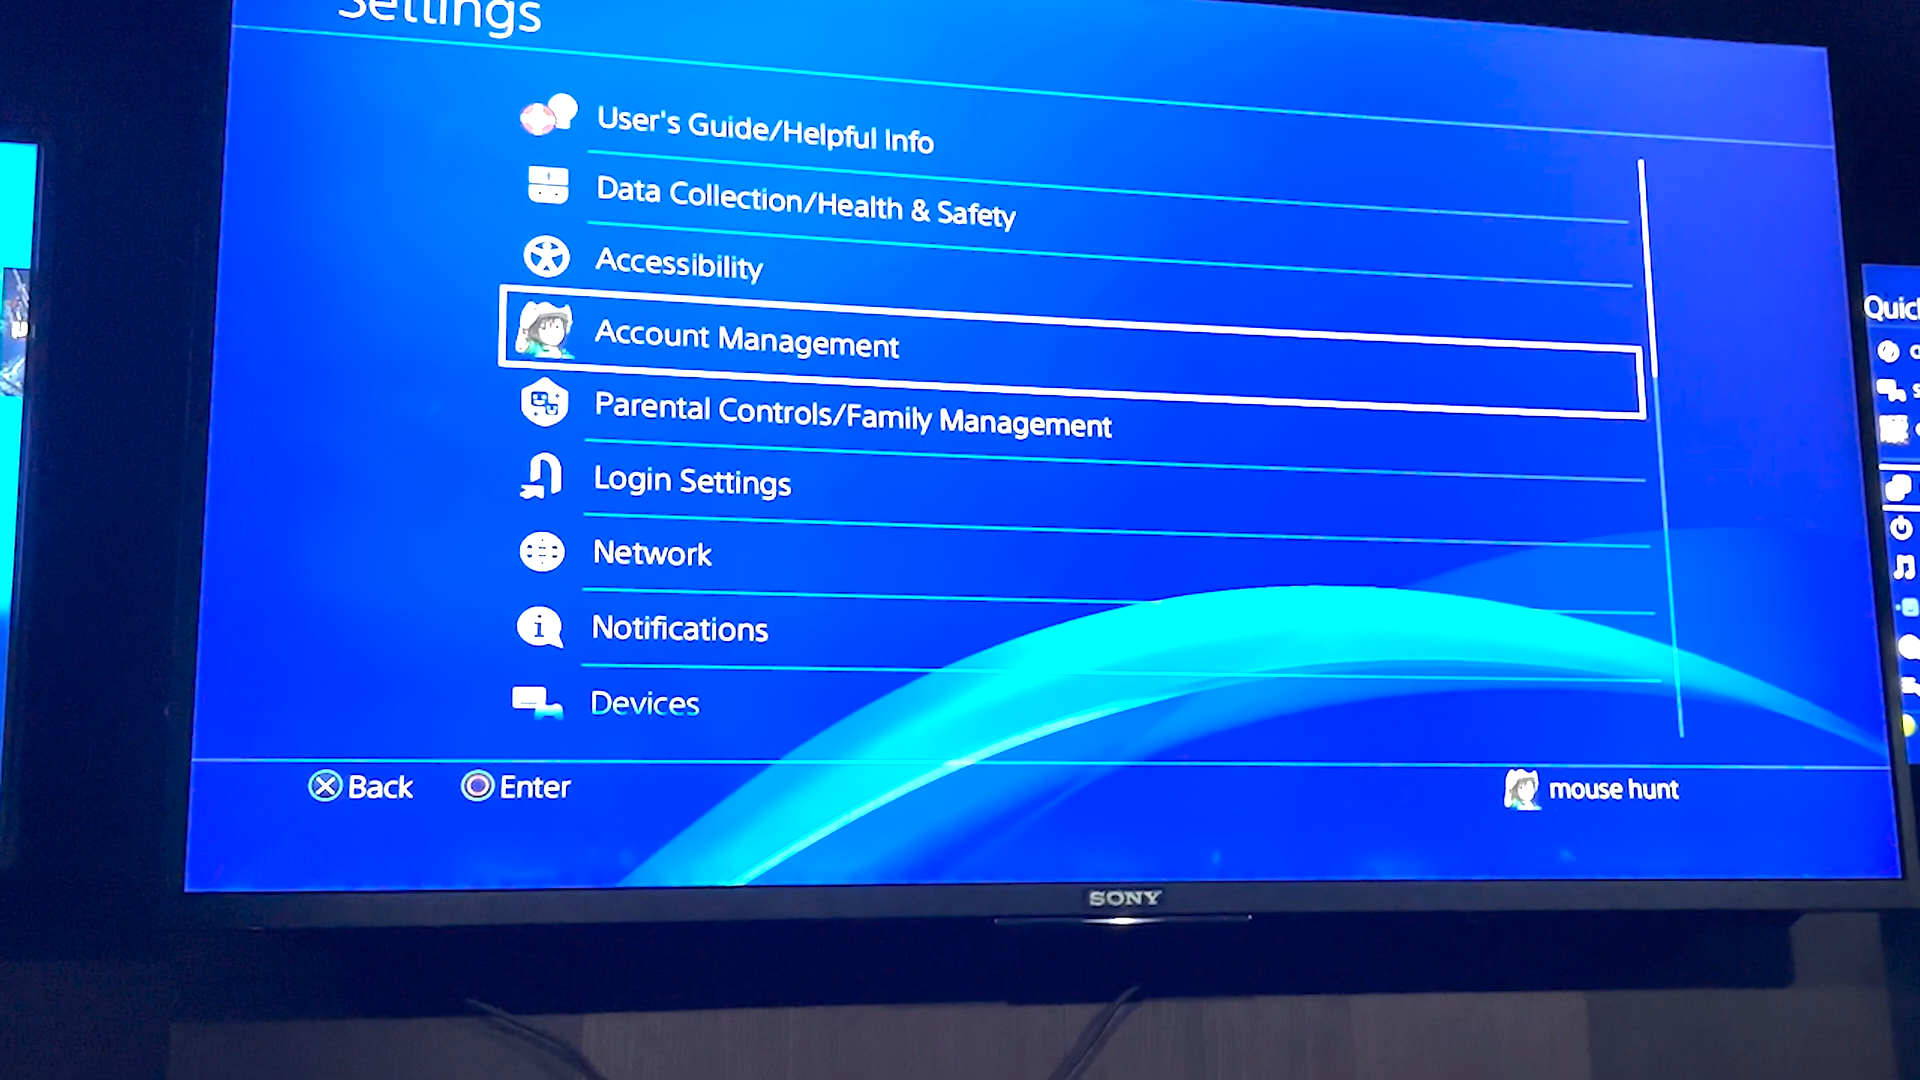 Settings
User's Guide/Helpful Info
Data Collection/Health & Safety
Accessibility
Account Management
Parental Controls/Family Management
Login Settings
Network
Notifications
Devices
Back
Enter
mouse hunt
SONY